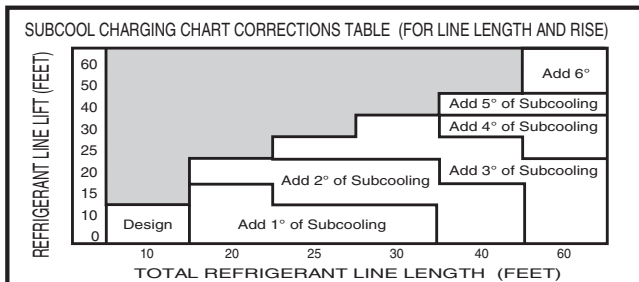 SUBCOOL CHARGING CHART CORRECTIONS TABLE (FOR LINE LENGTH AND RISE)
REFRIGERANT LINE LIFT (FEET)
60
50
40
30
25
20
15
10
0
Add 6°
Add 5° of Subcooling
Add 4° of Subcooling
Add 3° of Subcooling
Add 2° of Subcooling
Design
Add 1° of Subcooling
10 20 25 30 40 60
TOTAL REFRIGERANT LINE LENGTH (FEET)